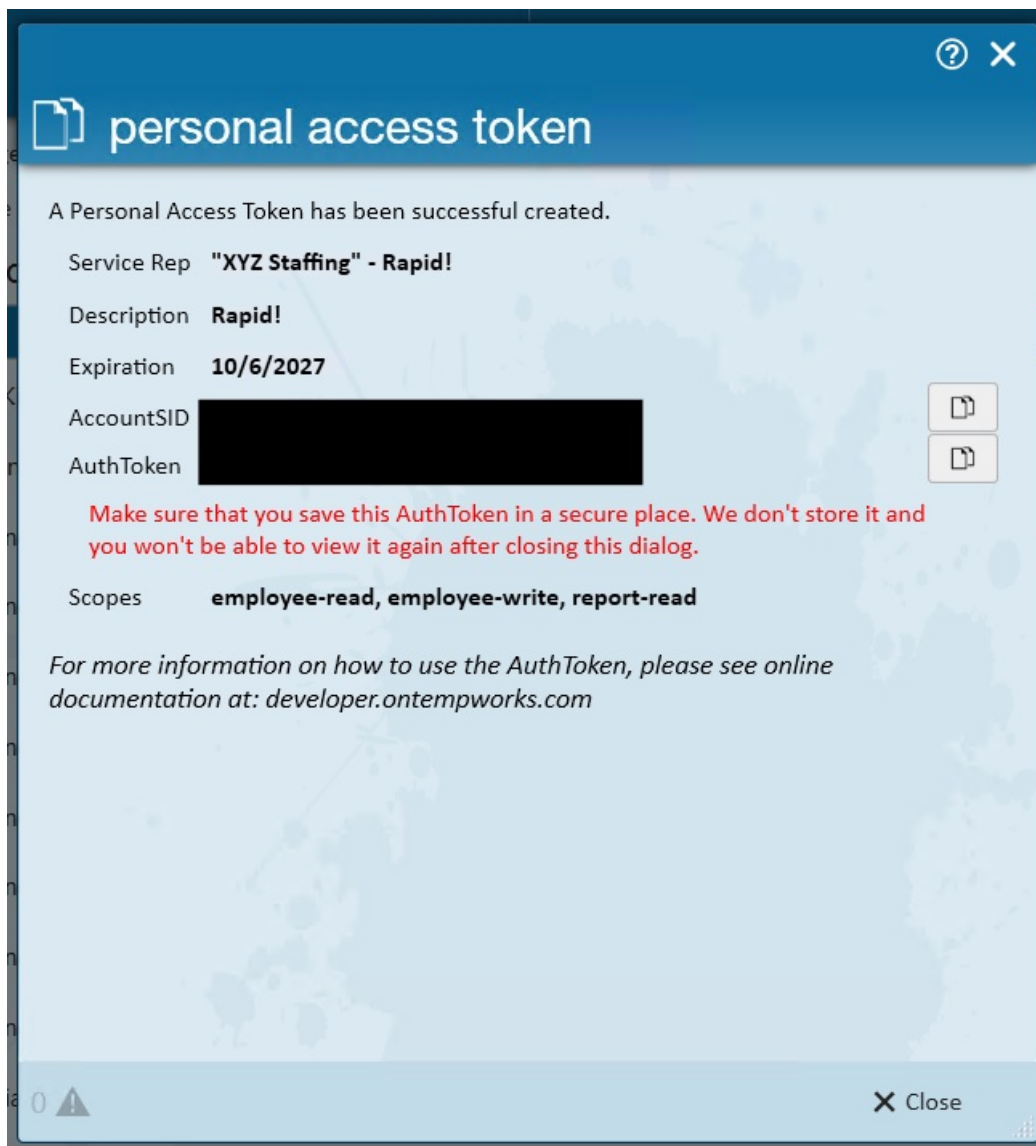 personal access token
A Personal Access Token has been successful created.
Service Rep "XYZ Staffing" - Rapid!
Description Rapid!
Expiration 10/6/2027
AccountSID
AuthToken
Make sure that you save this AuthToken in a secure place. We don't store it and
you won't be able to view it again after closing this dialog.
Scopes employee-read, employee-write, report-read
For more information on how to use the AuthToken, please see online
documentation at: developer.ontempworks.com
0
Close